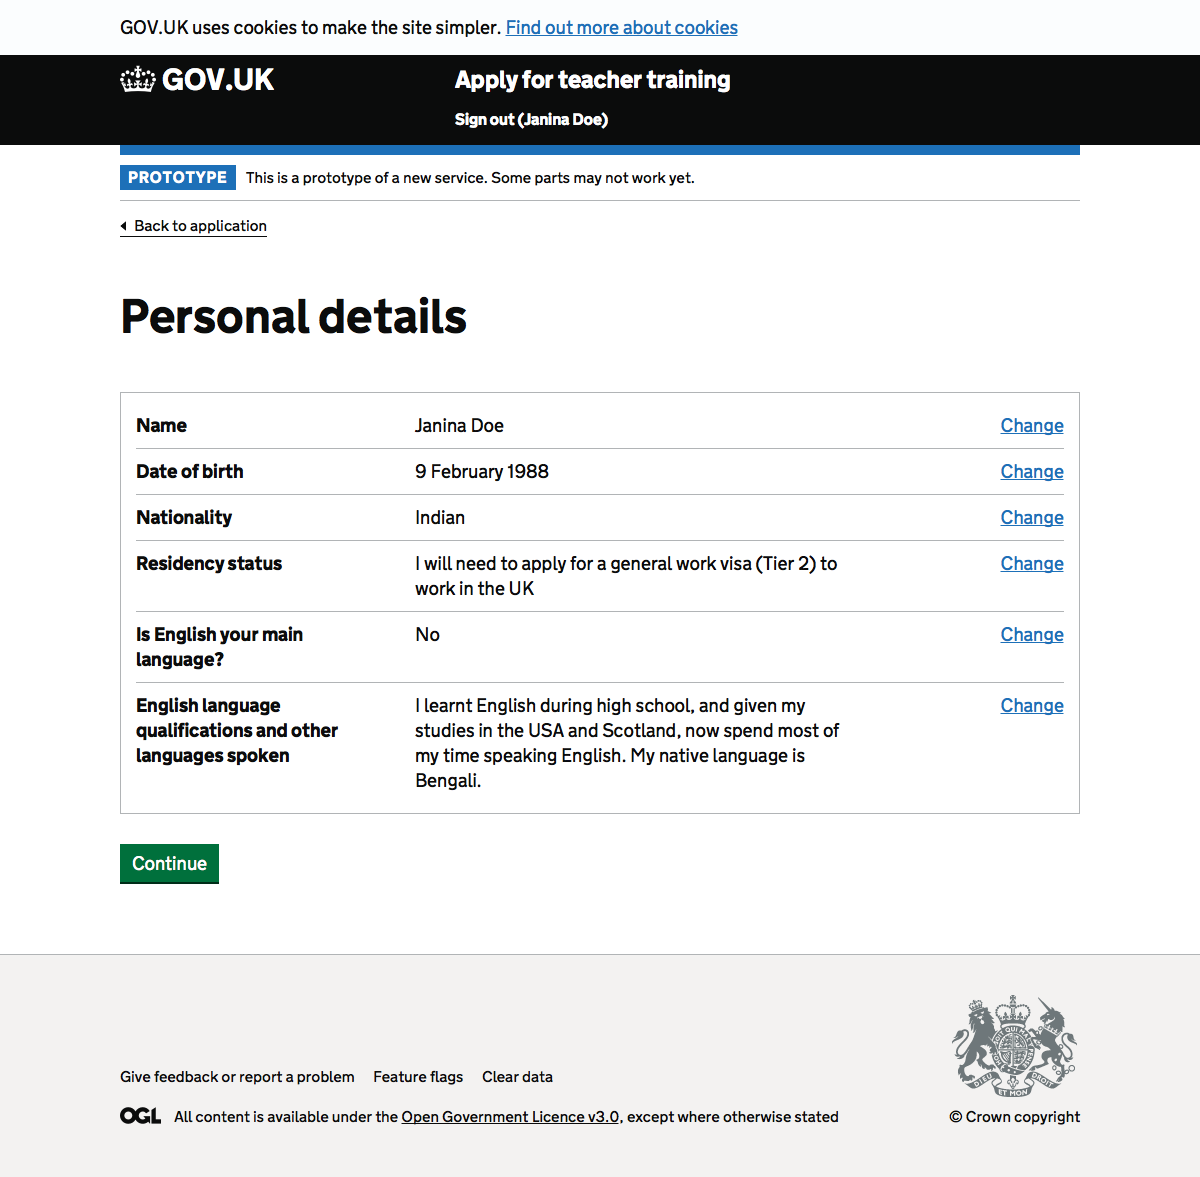 GOV.UK uses cookies to make the site simpler. Find out more about cookies
GOV.UK
Apply for teacher training
Sign out (Janina Doe)
PROTOTYPE This is a prototype of a new service. Some parts may not work yet.
Back to application
Personal details
Name Janina Doe Change
Date of birth 9 February 1988 Change
Nationality Indian Change
Residency status I will need to apply for a general work visa (Tier 2) to Change
work in the UK
Is English your main No Change
language?
English language I learnt English during high school, and given my Change
qualifications and other studies in the USA and Scotland, now spend most of
languages spoken my time speaking English. My native language is
Bengali.
Continue
Give feedback or report a problem Feature flags Clear data
OGL All content is available under the Open Government Licence v3.0, except where otherwise stated
DIEU ET MON DROIT
© Crown copyright